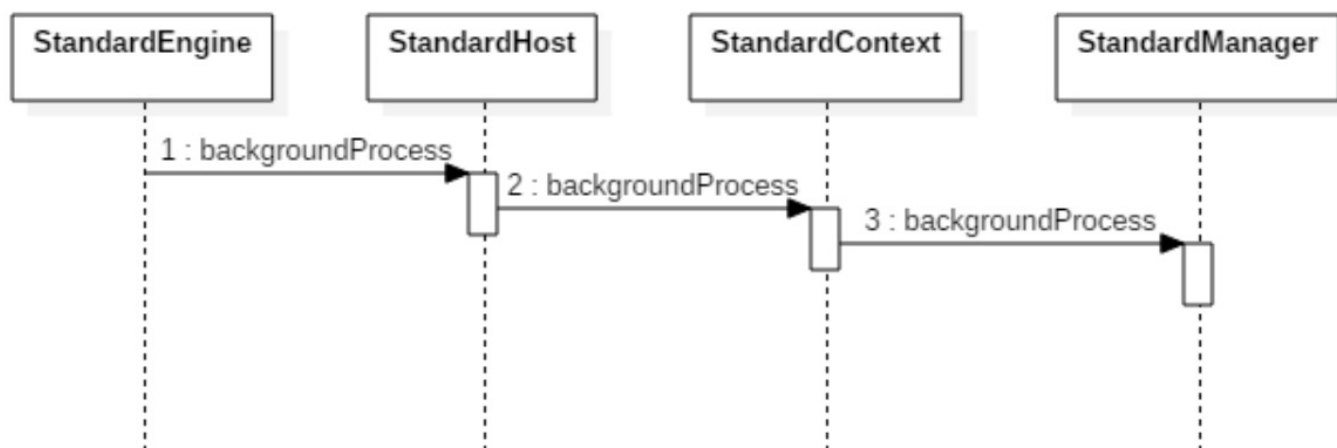 StandardEngine
StandardHost
StandardContext
StandardManager
1 : backgroundProcess
2 : backgroundProcess
3 : backgroundProcess